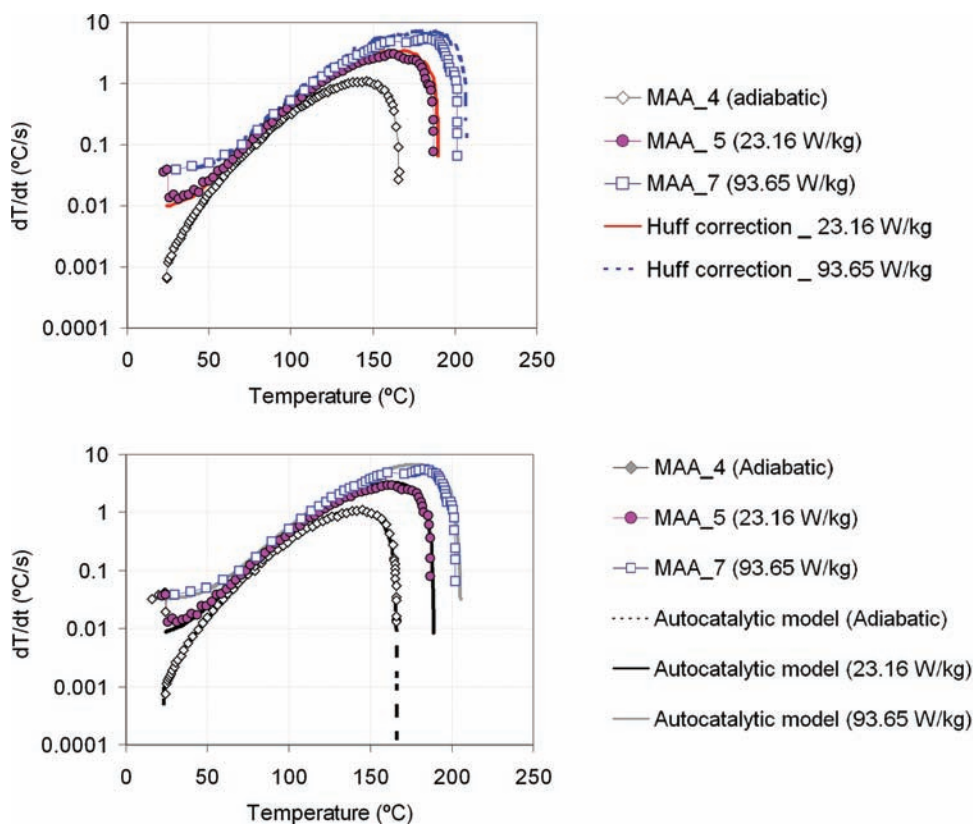 10
1
0.1
0.01
0.001
0.0001
dT/dt (ºC/s)
0 50 100 150 200 250
Temperature (ºC)
MAA_4 (adiabatic)
MAA_ 5 (23.16 W/kg)
MAA_7 (93.65 W/kg)
Huff correction _ 23.16 W/kg
Huff correction _ 93.65 W/kg
10
1
0.1
0.01
0.001
0.0001
dT/dt (ºC/s)
0 50 100 150 200 250
Temperature (ºC)
MAA_4 (Adiabatic)
MAA_5 (23.16 W/kg)
MAA_7 (93.65 W/kg)
Autocatalytic model (Adiabatic)
Autocatalytic model (23.16 W/kg)
Autocatalytic model (93.65 W/kg)